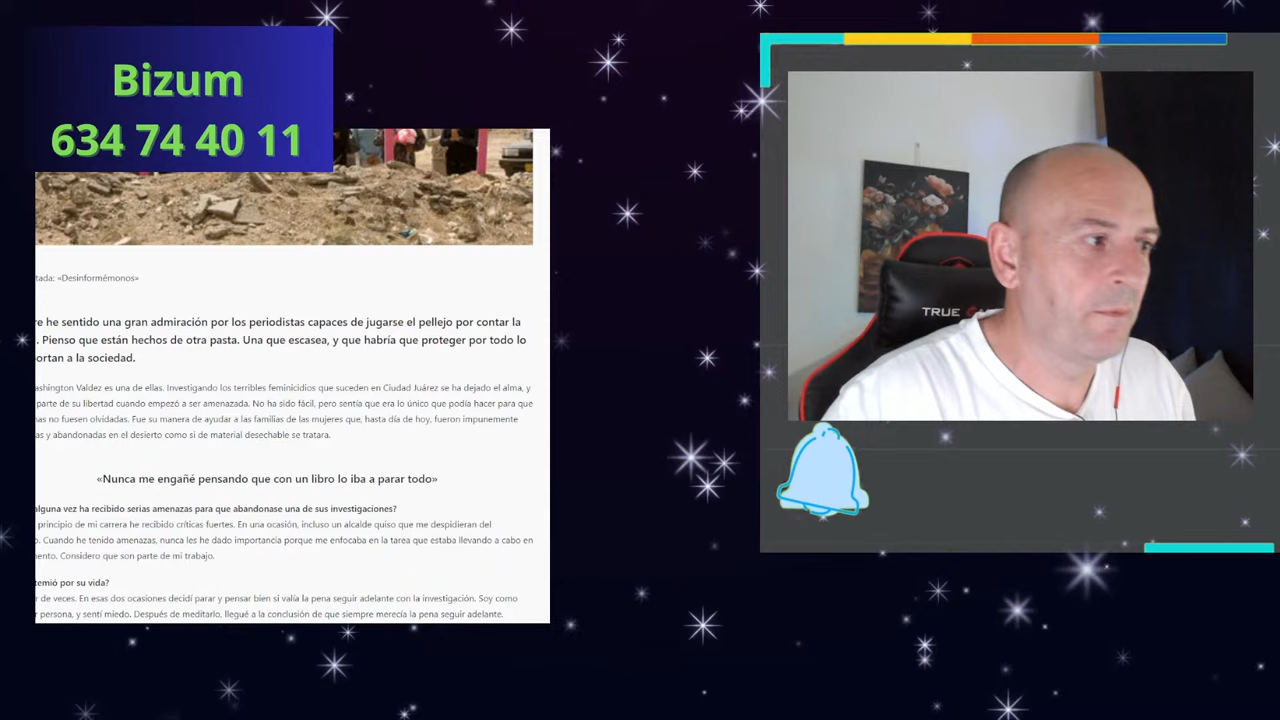 Bizum
634 74 40 11
tada: «Desinformémonos»
re he sentido una gran admiración por los periodistas capaces de jugarse el pellejo por contar la
. Pienso que están hechos de otra pasta. Una que escasea, y que habría que proteger por todo lo
portan a la sociedad.
ashington Valdez es una de ellas. Investigando los terribles feminicidios que suceden en Ciudad Juárez se ha dejado el alma, y
parte de su libertad cuando empezó a ser amenazada. No ha sido fácil, pero sentía que era lo único que podía hacer para que
nas no fuesen olvidadas. Fue su manera de ayudar a las familias de las mujeres que, hasta día de hoy, fueron impunemente
as y abandonadas en el desierto como si de material desechable se tratara.
«Nunca me engañé pensando que con un libro lo iba a parar todo»
alguna vez ha recibido serias amenazas para que abandonase una de sus investigaciones?
principio de mi carrera he recibido críticas fuertes. En una ocasión, incluso un alcalde quiso que me despidieran del
o. Cuando he tenido amenazas, nunca les he dado importancia porque me enfocaba en la tarea que estaba llevando a cabo en
ento. Considero que son parte de mi trabajo.
temió por su vida?
r de veces. En esas dos ocasiones decidí parar y pensar bien si valía la pena seguir adelante con la investigación. Soy como
r persona, y sentí miedo. Después de meditarlo, llegué a la conclusión de que siempre merecía la pena seguir adelante.
TRUE